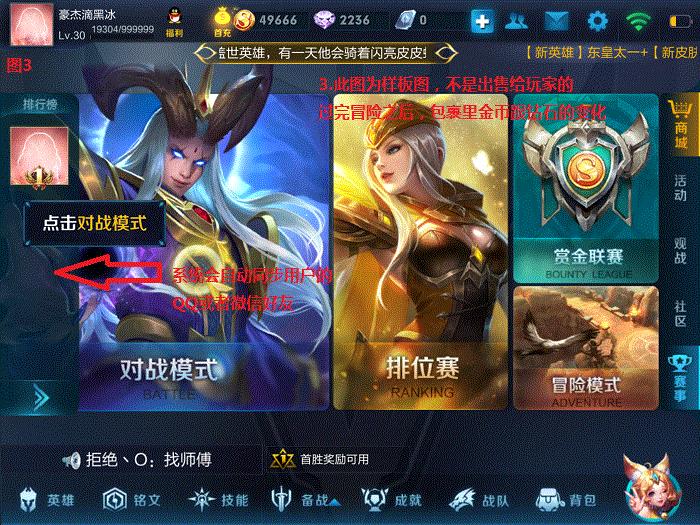 豪杰滴黑冰
Lv.30 19304/999999
福利
首充
49666
2236
0
图3
盖世英雄，有一天他会骑着闪亮皮皮虾
【新英雄】东皇太一+【新皮肤
3.此图为样板图，不是出售给玩家的
过完冒险之后，包裹里金币跟钻石的变化
排行榜
点击对战模式
系统会自动同步用户的
QQ或者微信好友
对战模式
BATTLE
排位赛
RANKING
赏金联赛
BOUNTY LEAGUE
冒险模式
ADVENTURE
商城
活动
观战
社区
赛事
拒绝丶O：找师傅
首胜奖励可用
英雄
铭文
技能
备战
成就
战队
背包